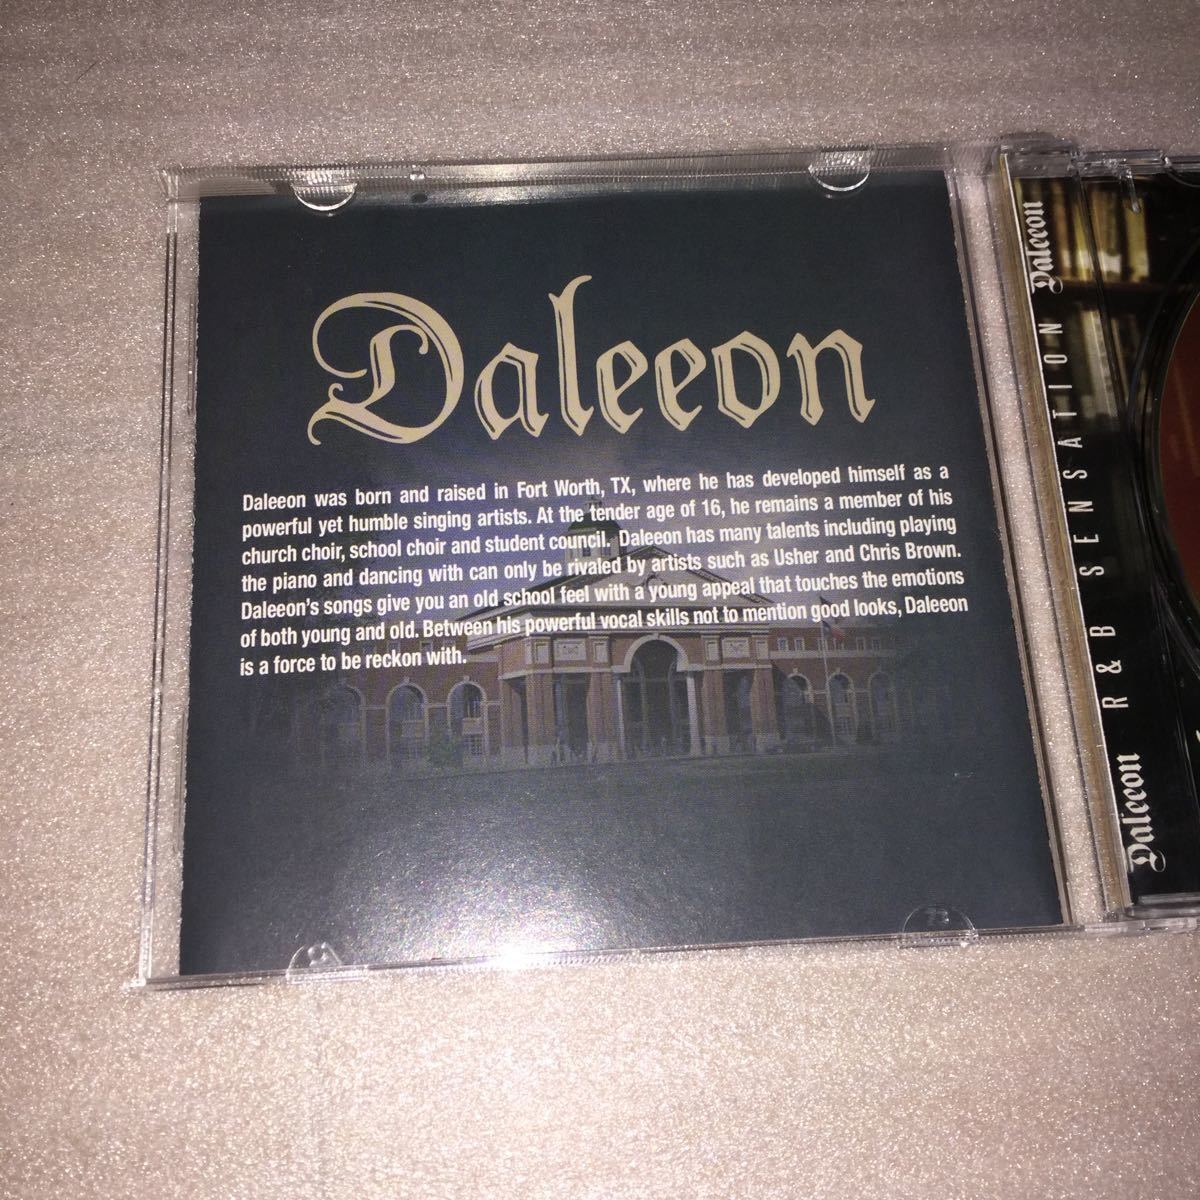 Daleeon
Daleeon was born and raised in Fort Worth, TX, where he has developed himself as a
powerful yet humble singing artists. At the tender age of 16, he remains a member of his
church choir, school choir and student council. Daleeon has many talents including playing
the piano and dancing with can only be rivaled by artists such as Usher and Chris Brown.
Daleeon's songs give you an old school feel with a young appeal that touches the emotions
of both young and old. Between his powerful vocal skills not to mention good looks, Daleeon
is a force to be reckon with.
Daleeon R&B SENSATION Daleeon